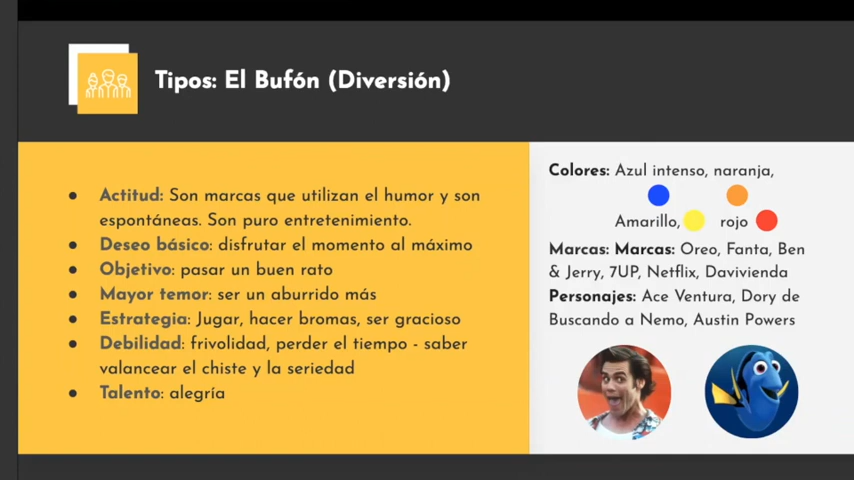 Tipos: El Bufón (Diversión)
Actitud: Son marcas que utilizan el humor y son
espontáneas. Son puro entretenimiento.
Deseo básico: disfrutar el momento al máximo
Objetivo: pasar un buen rato
Mayor temor: ser un aburrido más
Estrategia: Jugar, hacer bromas, ser gracioso
Debilidad: frivolidad, perder el tiempo - saber
valancear el chiste y la seriedad
Talento: alegría
Colores: Azul intenso, naranja,
Amarillo, rojo
Marcas: Marcas: Oreo, Fanta, Ben
& Jerry, 7UP, Netflix, Davivienda
Personajes: Ace Ventura, Dory de
Buscando a Nemo, Austin Powers